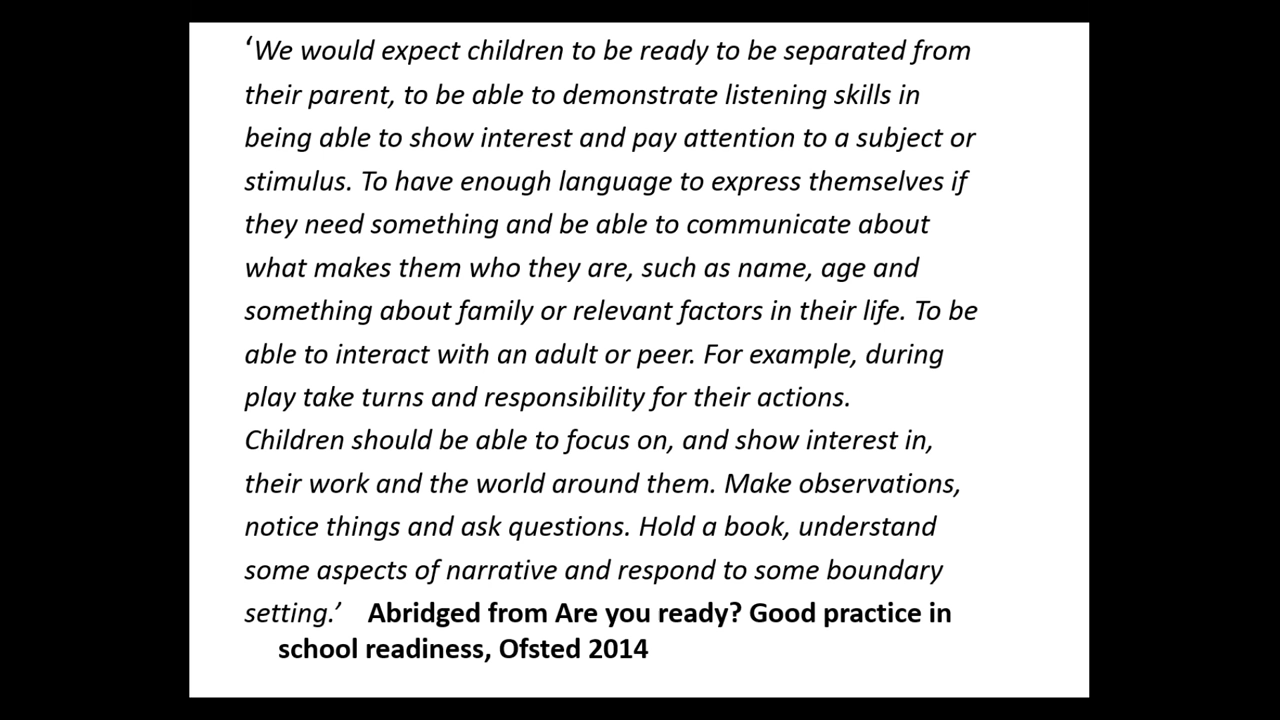 ‘We would expect children to be ready to be separated from
their parent, to be able to demonstrate listening skills in
being able to show interest and pay attention to a subject or
stimulus. To have enough language to express themselves if
they need something and be able to communicate about
what makes them who they are, such as name, age and
something about family or relevant factors in their life. To be
able to interact with an adult or peer. For example, during
play take turns and responsibility for their actions.
Children should be able to focus on, and show interest in,
their work and the world around them. Make observations,
notice things and ask questions. Hold a book, understand
some aspects of narrative and respond to some boundary
setting.’ Abridged from Are you ready? Good practice in
school readiness, Ofsted 2014